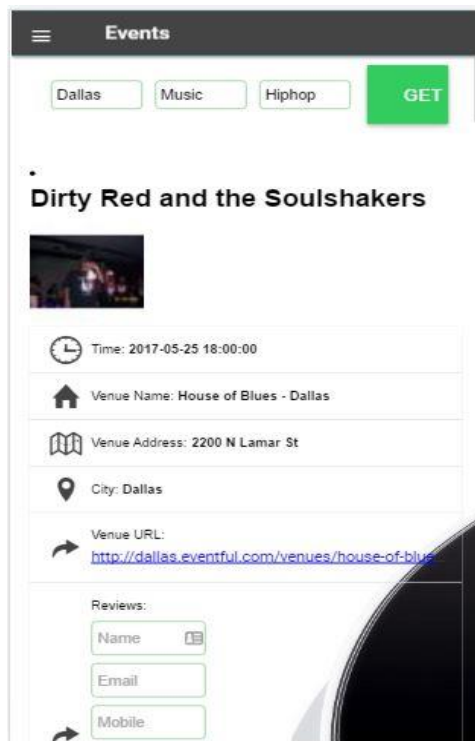 Events
Dallas Music Hiphop GET
Dirty Red and the Soulshakers
Time: 2017-05-25 18:00:00
Venue Name: House of Blues - Dallas
Venue Address: 2200 N Lamar St
City: Dallas
Venue URL:
http://dallas.eventful.com/venues/house-of-blue...
Reviews:
Name
Email
Mobile